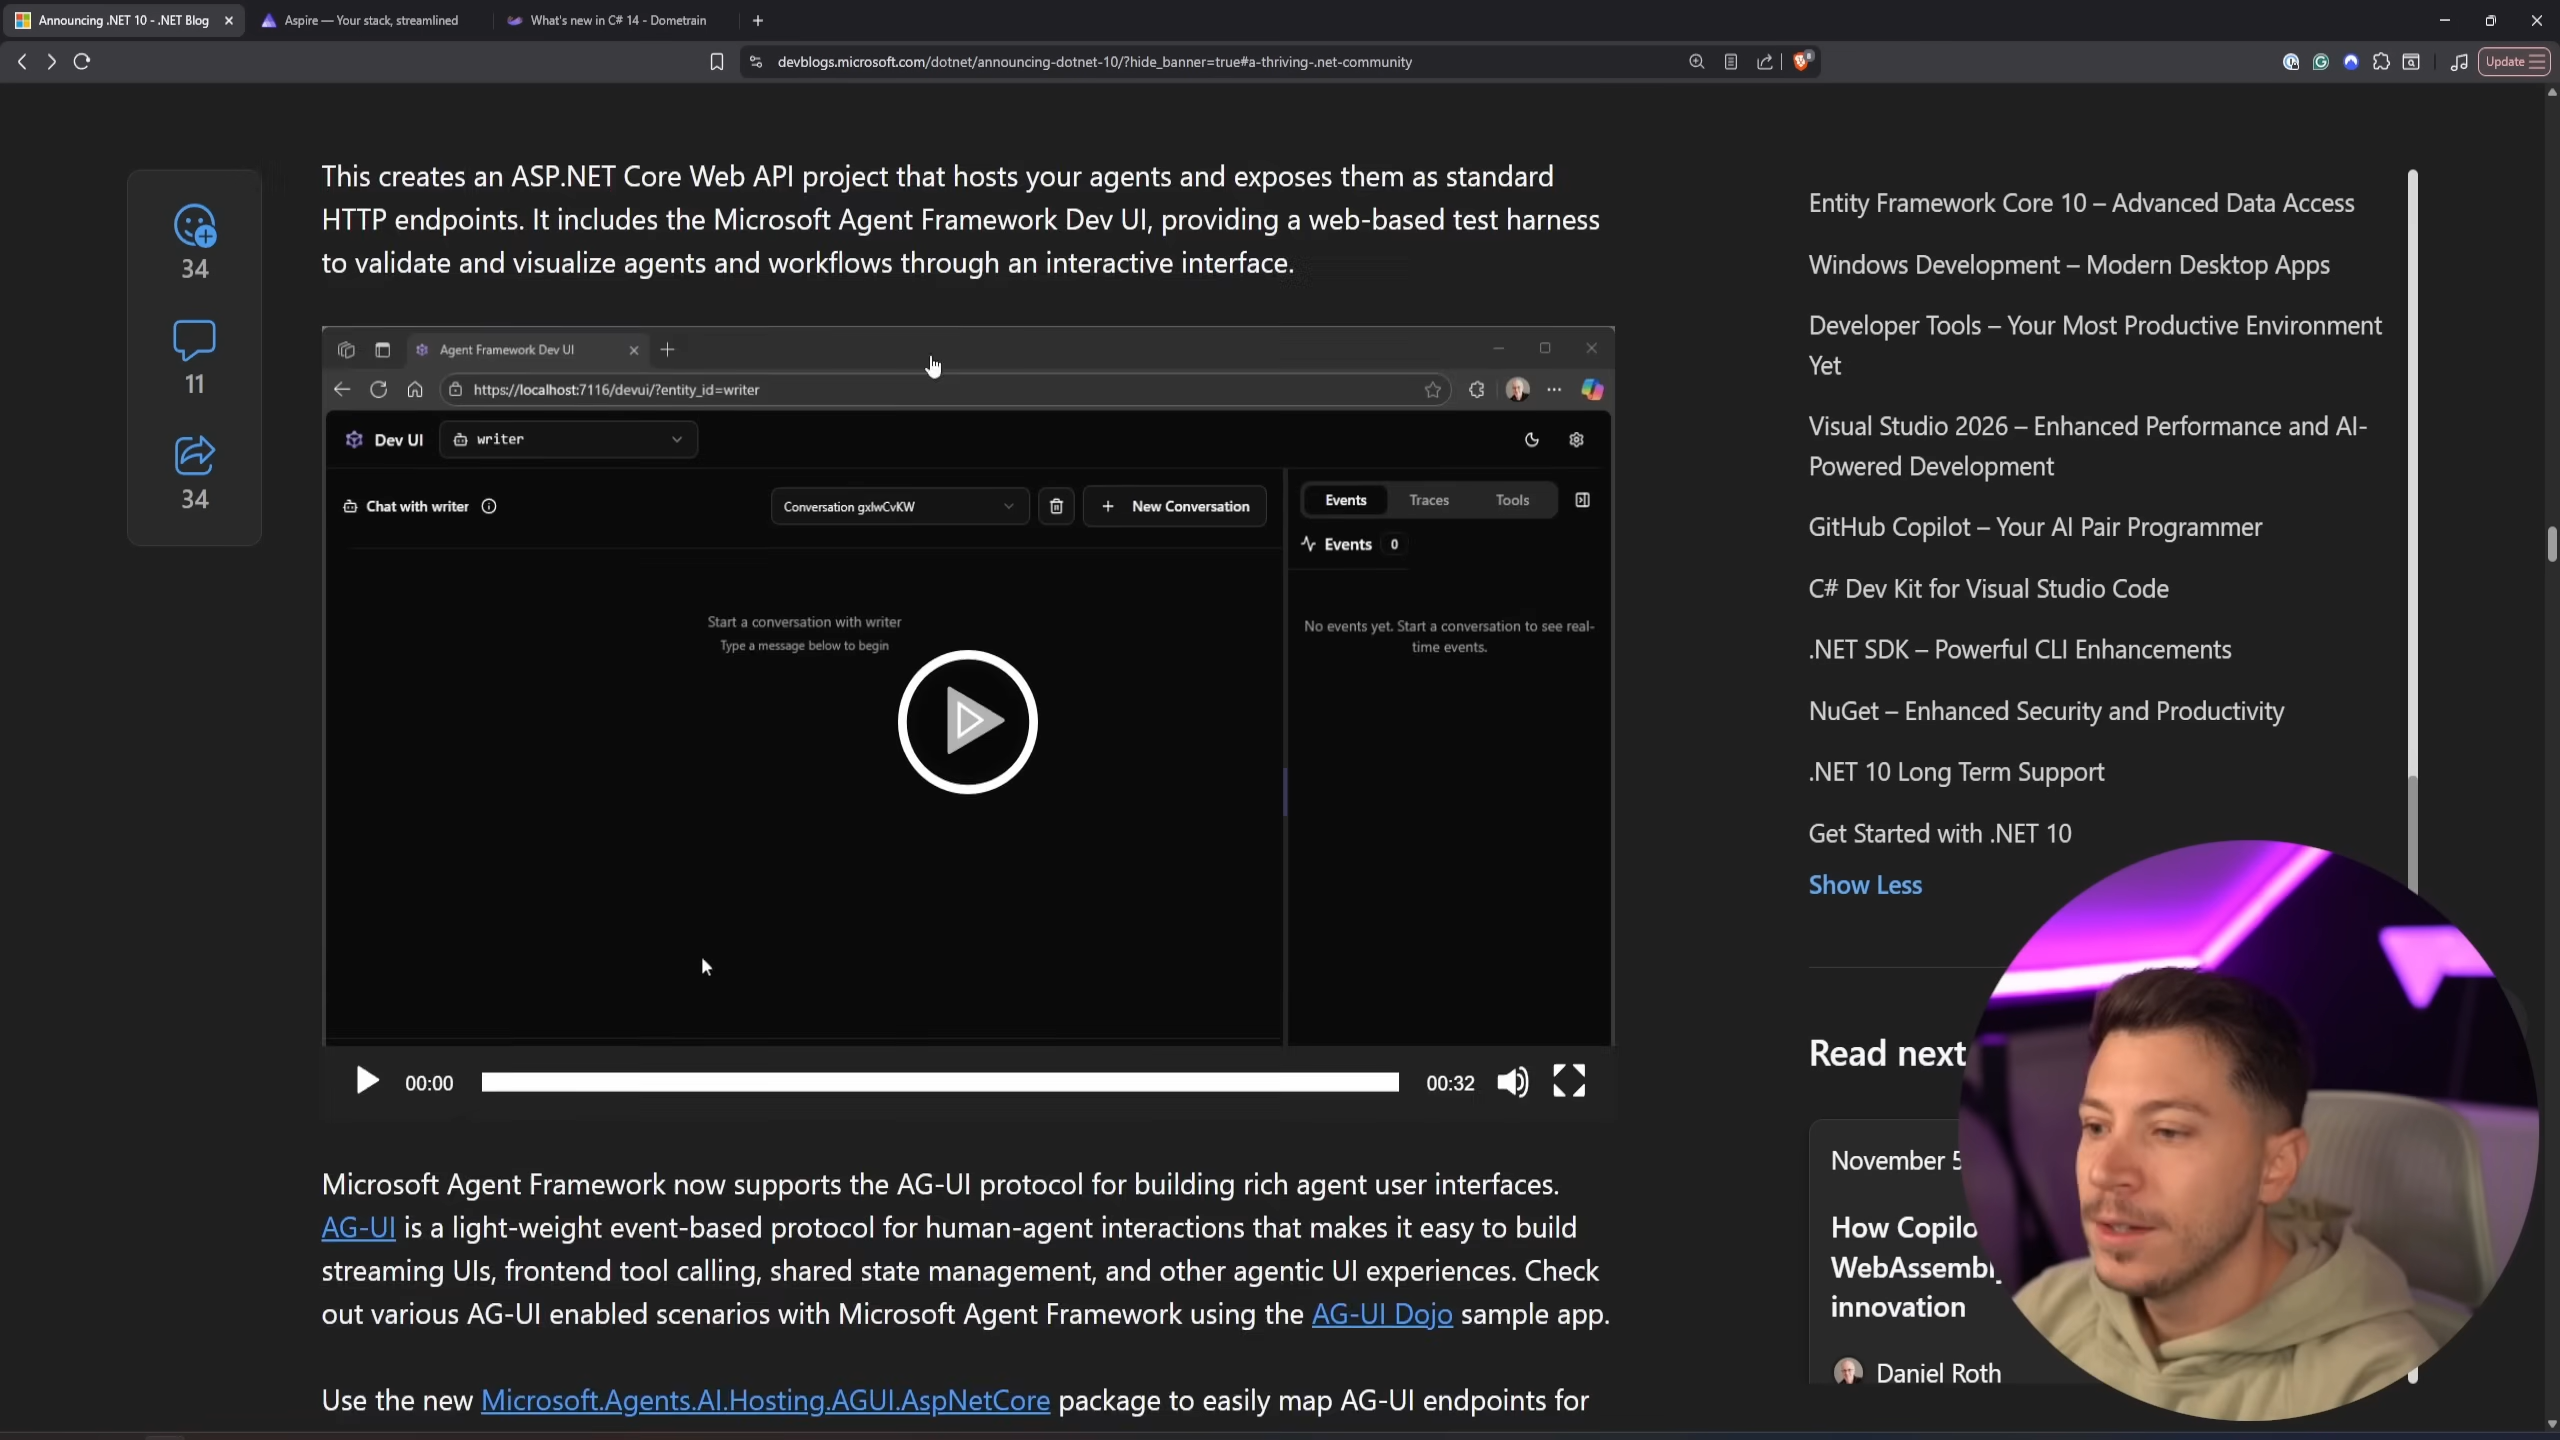 Announcing .NET 10 - .NET Blog
Aspire — Your stack, streamlined
What's new in C# 14 - Dometrain
devblogs.microsoft.com/dotnet/announcing-dotnet-10/?hide_banner=true#a-thriving-.net-community
Update
34
11
34
This creates an ASP.NET Core Web API project that hosts your agents and exposes them as standard
HTTP endpoints. It includes the Microsoft Agent Framework Dev UI, providing a web-based test harness
to validate and visualize agents and workflows through an interactive interface.
Agent Framework Dev UI
https://localhost:7116/devui/?entity_id=writer
Dev UI
writer
Chat with writer
Conversation gxlwCvKW
New Conversation
Events
Traces
Tools
Events 0
Start a conversation with writer
Type a message below to begin
No events yet. Start a conversation to see real-
time events.
00:00
00:32
Microsoft Agent Framework now supports the AG-UI protocol for building rich agent user interfaces.
AG-UI is a light-weight event-based protocol for human-agent interactions that makes it easy to build
streaming UIs, frontend tool calling, shared state management, and other agentic UI experiences. Check
out various AG-UI enabled scenarios with Microsoft Agent Framework using the AG-UI Dojo sample app.
Use the new Microsoft.Agents.AI.Hosting.AGUI.AspNetCore package to easily map AG-UI endpoints for
Entity Framework Core 10 – Advanced Data Access
Windows Development – Modern Desktop Apps
Developer Tools – Your Most Productive Environment
Yet
Visual Studio 2026 – Enhanced Performance and AI-
Powered Development
GitHub Copilot – Your AI Pair Programmer
C# Dev Kit for Visual Studio Code
.NET SDK – Powerful CLI Enhancements
NuGet – Enhanced Security and Productivity
.NET 10 Long Term Support
Get Started with .NET 10
Show Less
Read next
November 5
How Copilo
WebAssembl
innovation
Daniel Roth